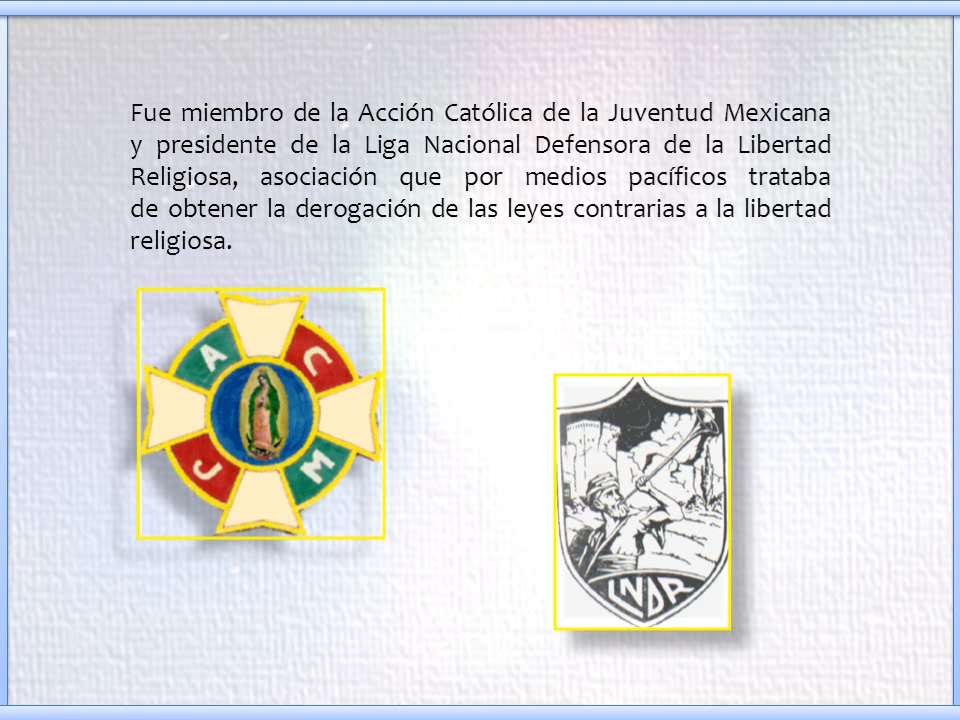 Fue miembro de la Acción Católica de la Juventud Mexicana
y presidente de la Liga Nacional Defensora de la Libertad
Religiosa, asociación que por medios pacíficos trataba
de obtener la derogación de las leyes contrarias a la libertad
religiosa.
A C
J M
LNDR